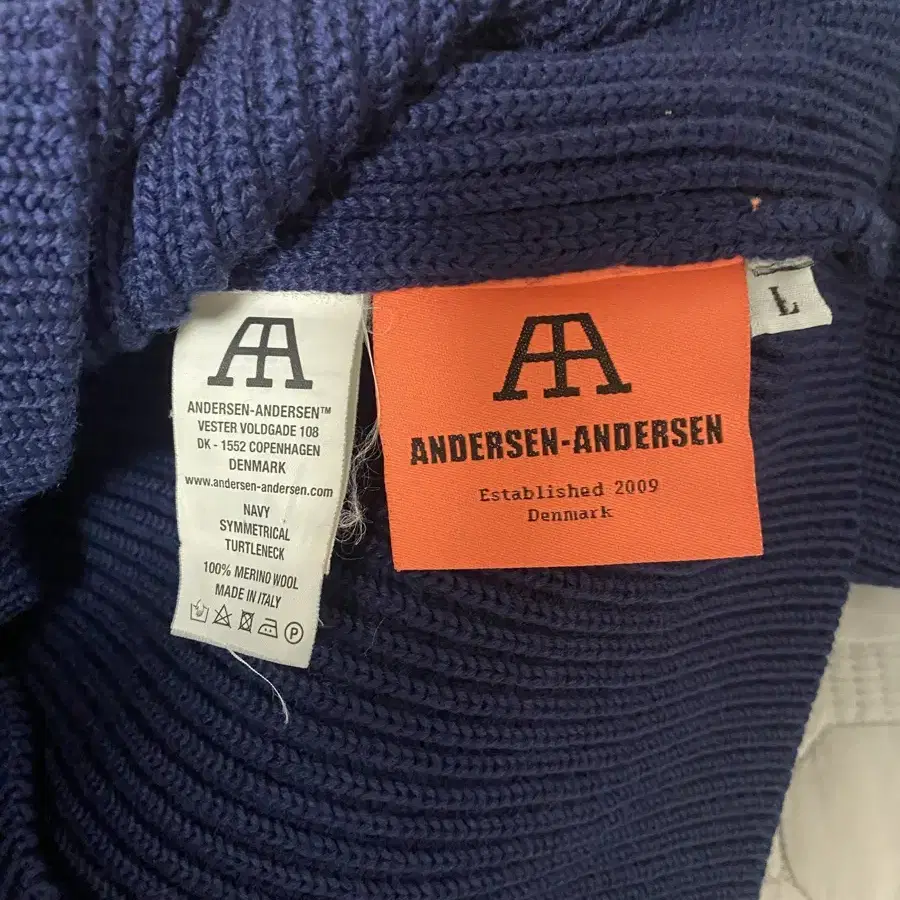 ANDERSEN-ANDERSEN™
VESTER VOLDGADE 108
DK - 1552 COPENHAGEN
DENMARK
www.andersen-andersen.com
NAVY
SYMMETRICAL
TURTLENECK
100% MERINO WOOL
MADE IN ITALY
P
AA
ANDERSEN-ANDERSEN
Established 2009
Denmark
L